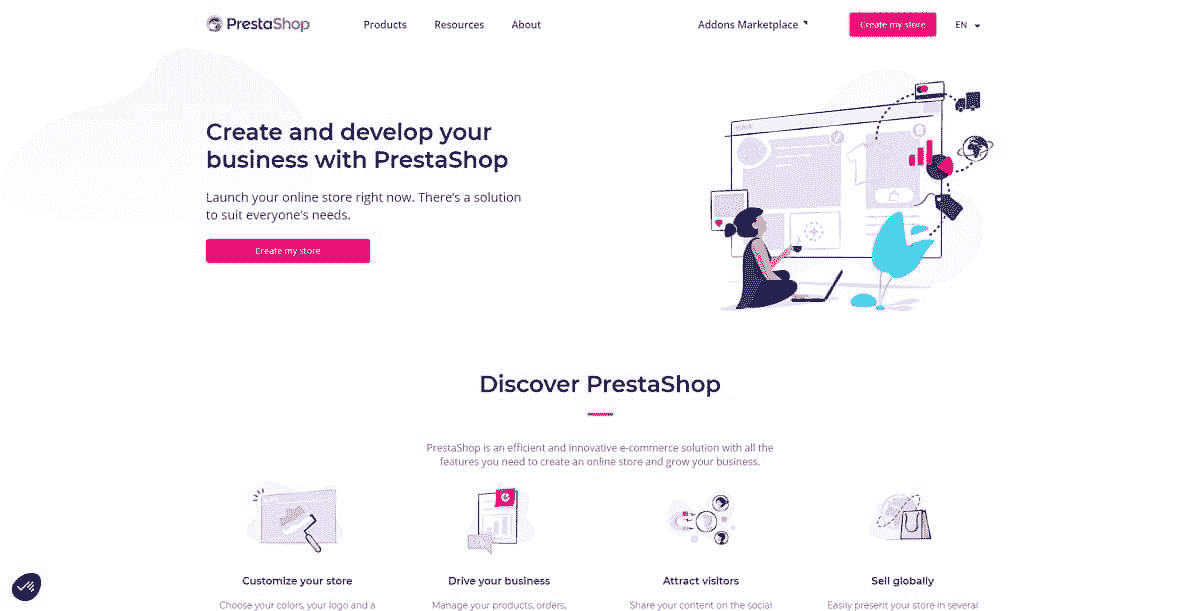 PrestaShop
Products
Resources
About
Addons Marketplace
Create my store
EN
Create and develop your
business with PrestaShop
Launch your online store right now. There's a solution
to suit everyone's needs.
Create my store
Discover PrestaShop
PrestaShop is an efficient and innovative e-commerce solution with all the
features you need to create an online store and grow your business.
Customize your store
Drive your business
Attract visitors
Sell globally
Choose your colors, your logo and a
Manage your products, orders,
Share your content on the social
Easily present your store in several